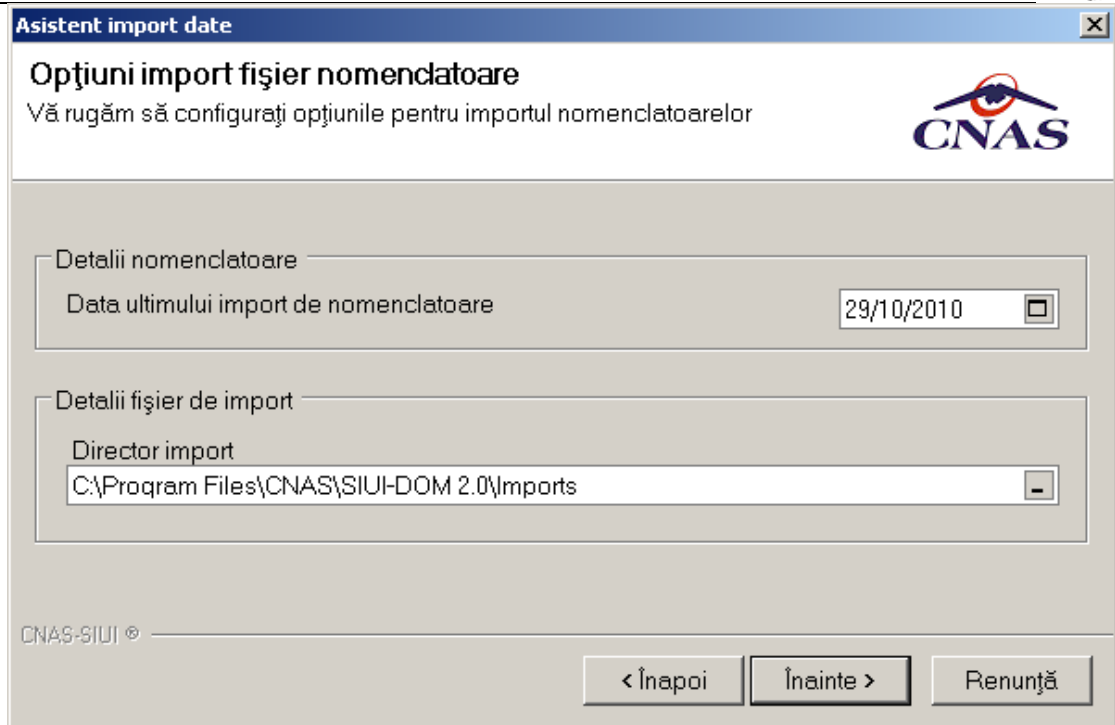 Asistent import date
Opţiuni import fişier nomenclatoare
Vă rugăm să configuraţi opţiunile pentru importul nomenclatoarelor
CNAS
Detalii nomenclatoare
Data ultimului import de nomenclatoare
29/10/2010
Detalii fişier de import
Director import
C:\Program Files\CNAS\SIUI-DOM 2.0\Imports
CNAS-SIUI ®
< Înapoi
Înainte >
Renunţă